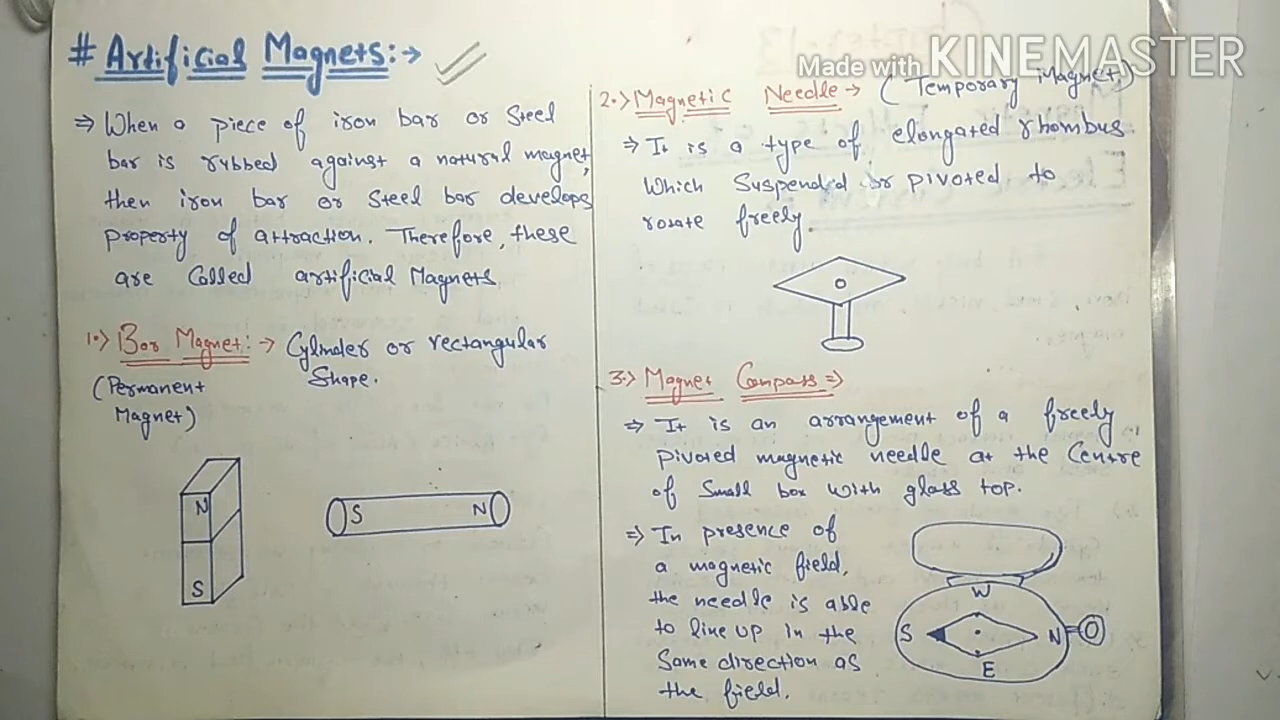 # Artificial Magnets:→
⇒ When a piece of iron bar or Steel
bar is rubbed against a natural magnet,
then iron bar or Steel bar develops
property of attraction. Therefore, these
are Called artificial Magnets
1.) Bar Magnet:→ Cylinder or rectangular
Shape.
(Permanent
Magnet)
N
S
S N
Made with KINEMASTER
2.) Magnetic Needle→ (Temporary Magnet)
⇒ It is a type of elongated rhombus
Which Suspended or pivoted to
rotate freely.
3.) Magnet Compass⇒
⇒ It is an arrangement of a freely
pivoted magnetic needle at the Centre
of Small box with glass top.
⇒ In presence of
a magnetic field,
the needle is able
to line up in the
Same direction as
the field.
W
S N
E